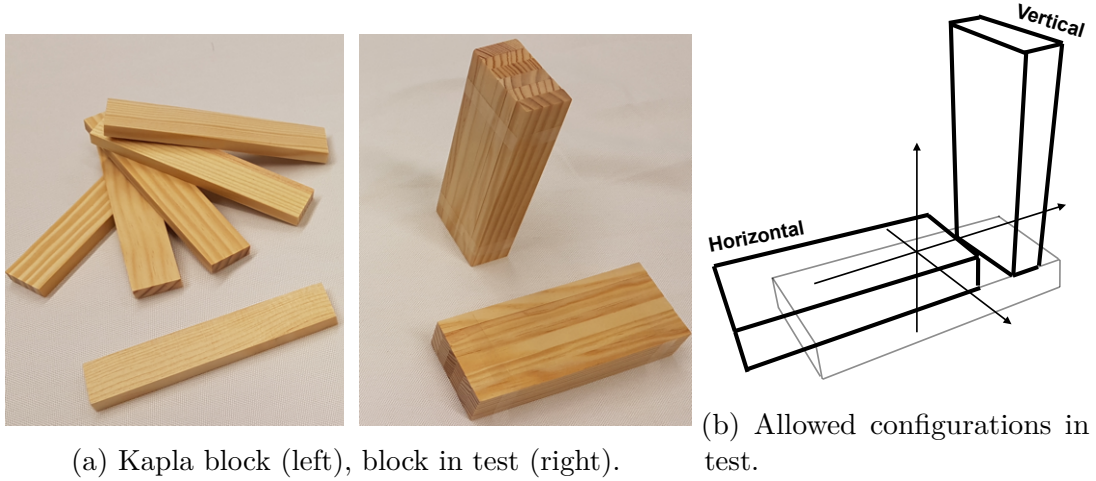 Vertical
Horizontal
(a) Kapla block (left), block in test (right).
(b) Allowed configurations in
test.